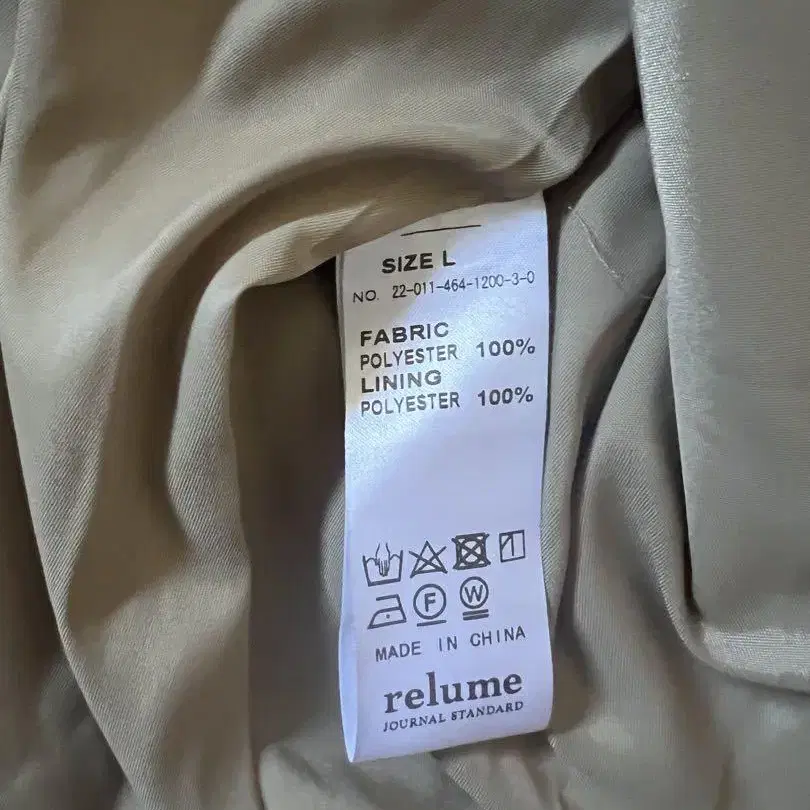 SIZE L
NO. 22-011-464-1200-3-0
FABRIC
POLYESTER 100%
LINING
POLYESTER 100%
F W
MADE IN CHINA
relume
JOURNAL STANDARD